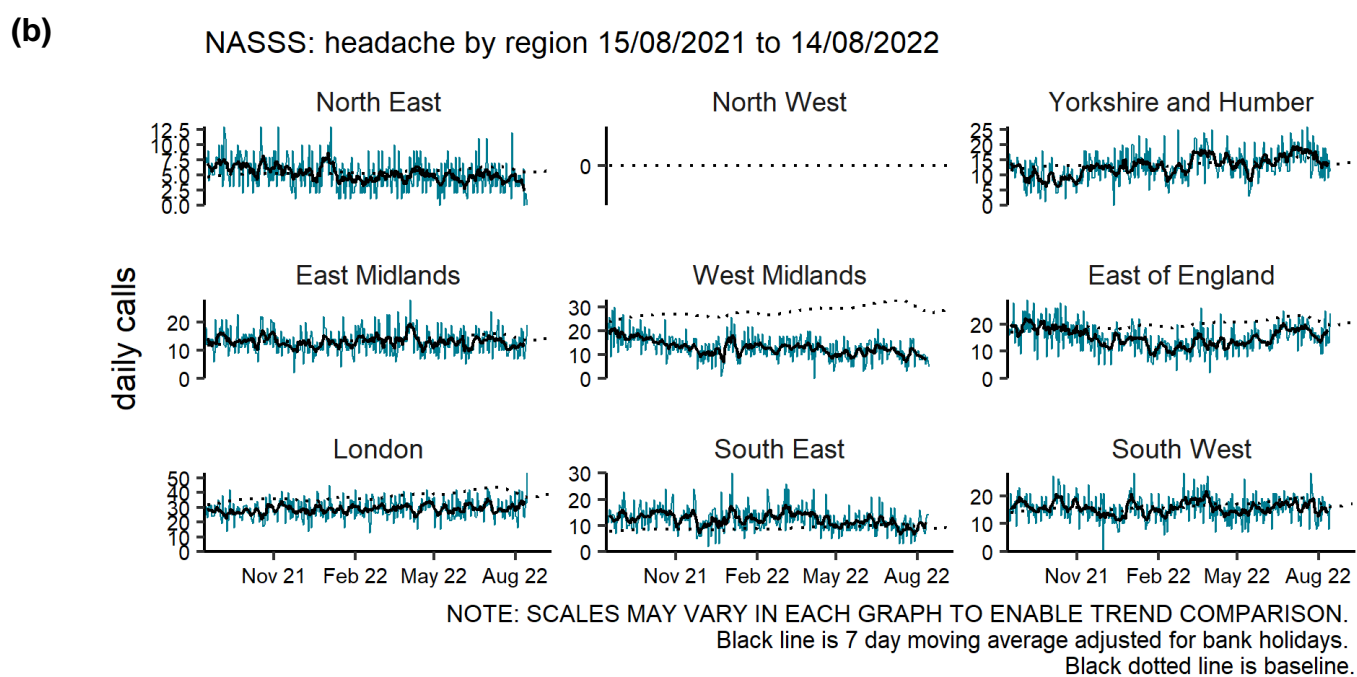 (b)
NASSS: headache by region 15/08/2021 to 14/08/2022
North East
North West
Yorkshire and Humber
12.5
10.0
7.5
5.0
2.5
0.0
0
25
20
15
10
5
0
East Midlands
West Midlands
East of England
20
10
0
30
20
10
0
20
10
0
daily calls
London
South East
South West
50
40
30
20
10
0
30
20
10
0
20
10
0
Nov 21 Feb 22 May 22 Aug 22
Nov 21 Feb 22 May 22 Aug 22
Nov 21 Feb 22 May 22 Aug 22
NOTE: SCALES MAY VARY IN EACH GRAPH TO ENABLE TREND COMPARISON.
Black line is 7 day moving average adjusted for bank holidays.
Black dotted line is baseline.